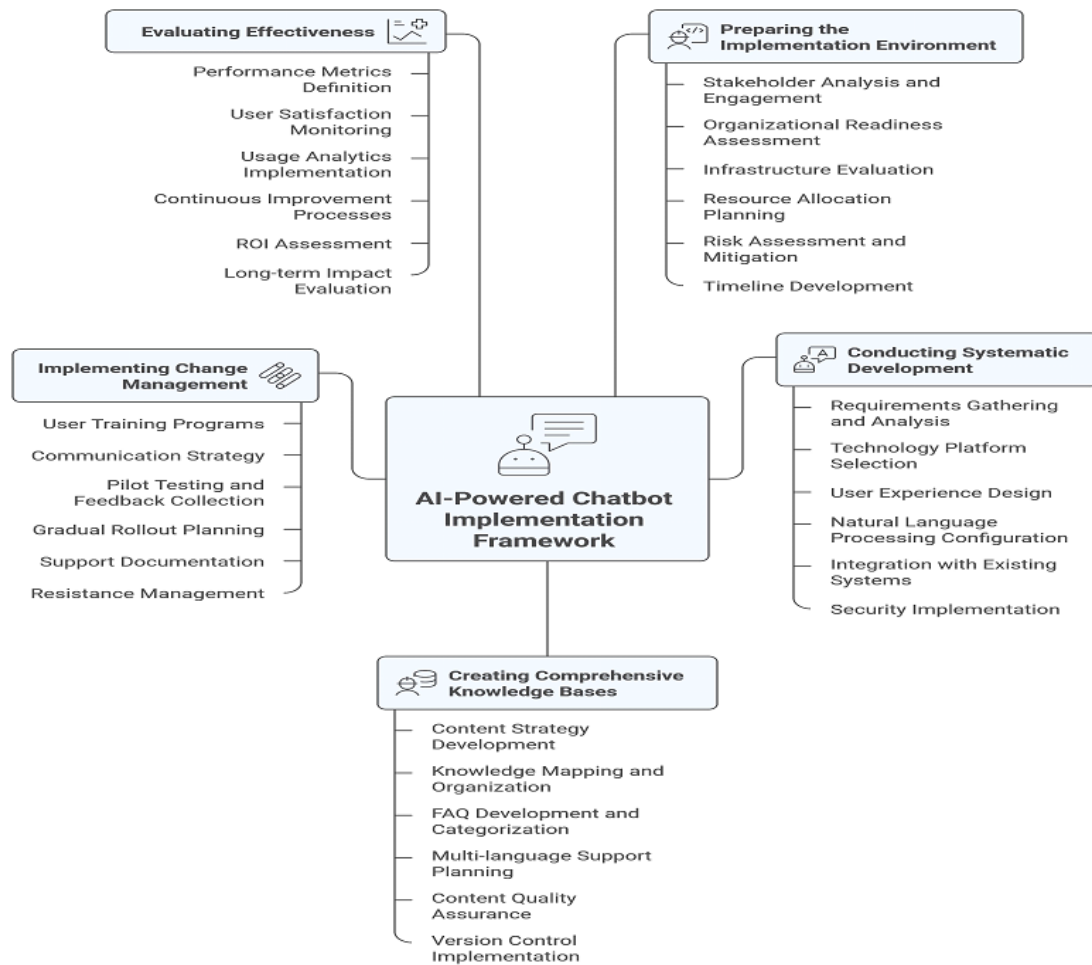 Evaluating Effectiveness
Performance Metrics
Definition
User Satisfaction
Monitoring
Usage Analytics
Implementation
Continuous Improvement
Processes
ROI Assessment
Long-term Impact
Evaluation
Preparing the
Implementation Environment
Stakeholder Analysis and
Engagement
Organizational Readiness
Assessment
Infrastructure Evaluation
Resource Allocation
Planning
Risk Assessment and
Mitigation
Timeline Development
Implementing Change
Management
User Training Programs
Communication Strategy
Pilot Testing and
Feedback Collection
Gradual Rollout Planning
Support Documentation
Resistance Management
AI-Powered Chatbot
Implementation
Framework
A
Conducting Systematic
Development
Requirements Gathering
and Analysis
Technology Platform
Selection
User Experience Design
Natural Language
Processing Configuration
Integration with Existing
Systems
Security Implementation
Creating Comprehensive
Knowledge Bases
Content Strategy
Development
Knowledge Mapping and
Organization
FAQ Development and
Categorization
Multi-language Support
Planning
Content Quality
Assurance
Version Control
Implementation